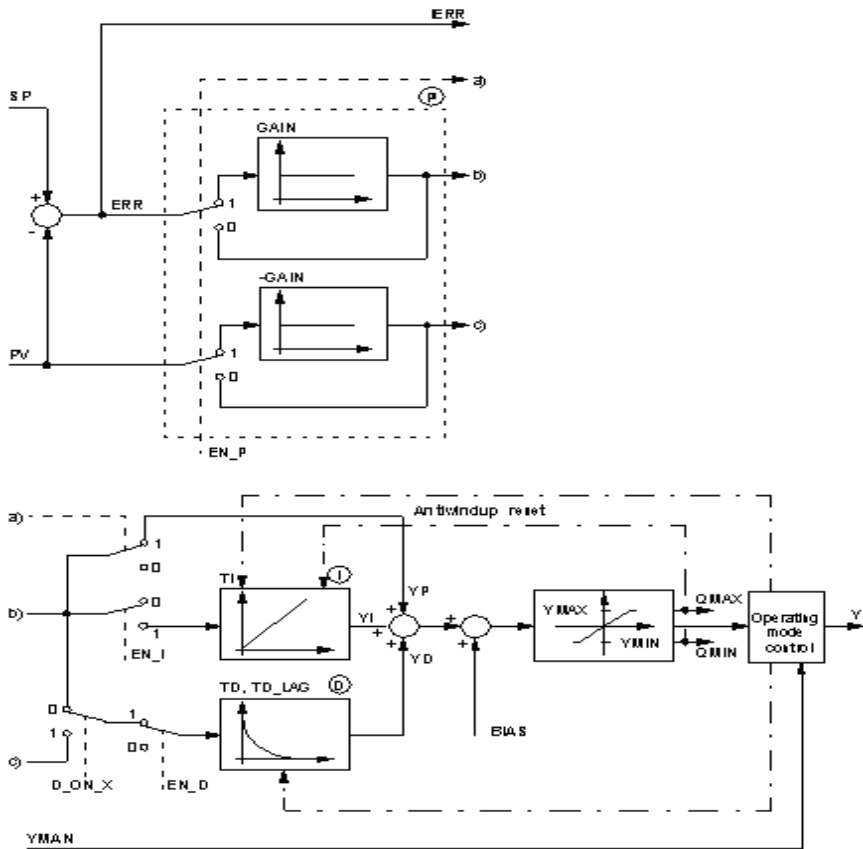 IERR
a)
SP
P
GAIN
b)
+
ERR
1
-
0
-GAIN
c)
1
PV
0
EN_P
Antiwindup reset
a)
1
0
TI
I
YP
0
YMAX
QMAX
b)
YI
+
+
+
Operating
mode
control
Y
1
+
+
YMIN
QMIN
EN_I
YD
TD, TD_LAG
D
0
1
BIAS
1
0
c)
D_ON_X
EN_D
YMAN